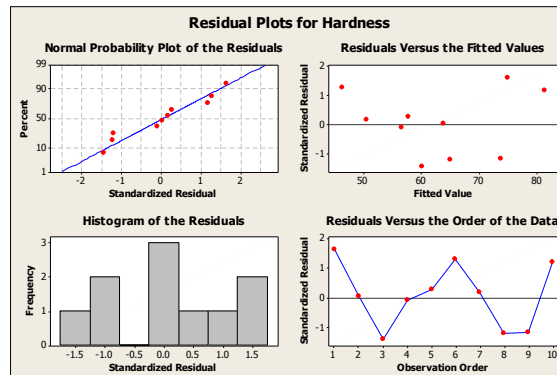 Residual Plots for Hardness
Normal Probability Plot of the Residuals
Percent
99
90
50
10
1
-2 -1 0 1 2
Standardized Residual
Residuals Versus the Fitted Values
Standardized Residual
2
1
0
-1
50 60 70 80
Fitted Value
Histogram of the Residuals
Frequency
3
2
1
0
-1.5 -1.0 -0.5 0.0 0.5 1.0 1.5
Standardized Residual
Residuals Versus the Order of the Data
Standardized Residual
2
1
0
-1
1 2 3 4 5 6 7 8 9 10
Observation Order